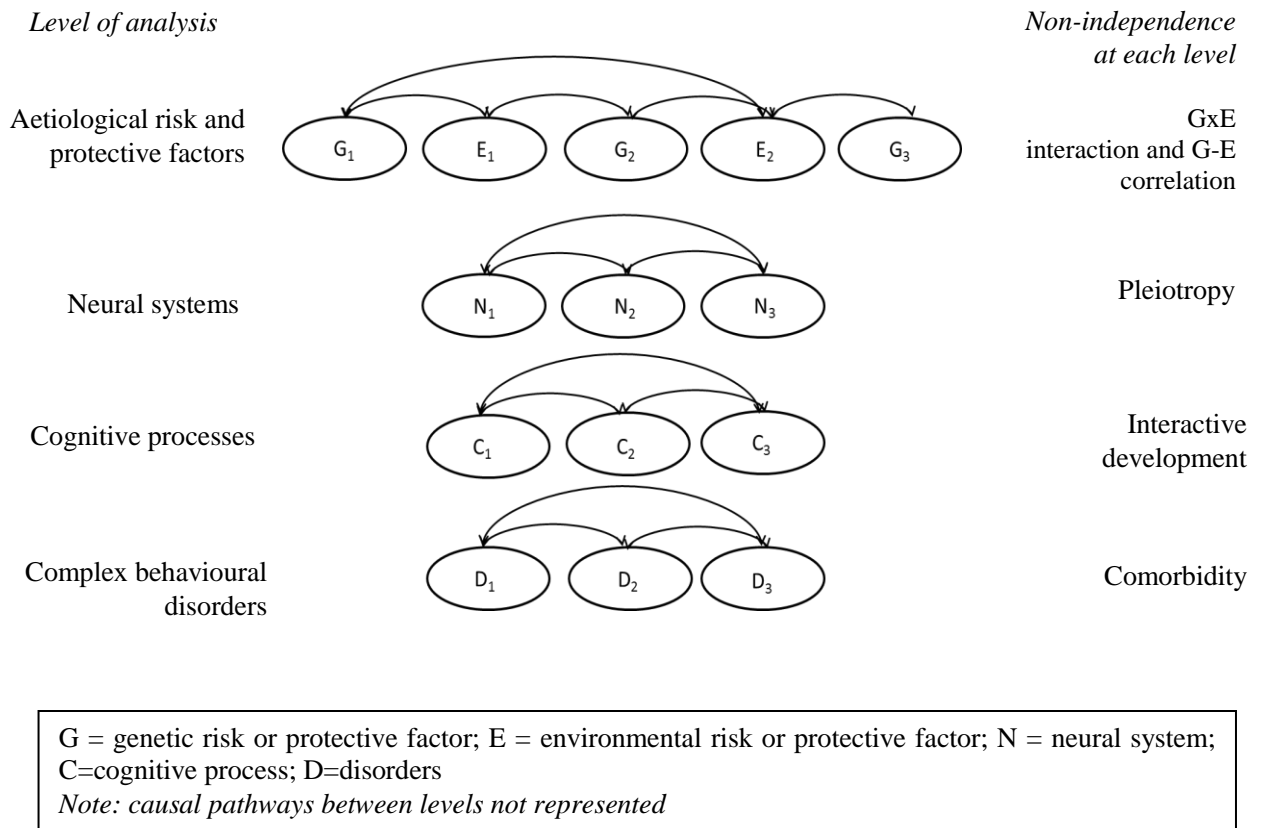 Level of analysis
Non-independence
at each level
Aetiological risk and
protective factors
G₁ E₁ G₂ E₂ G₃
GxE
interaction and G-E
correlation
Neural systems
N₁ N₂ N₃
Pleiotropy
Cognitive processes
C₁ C₂ C₃
Interactive
development
Complex behavioural
disorders
D₁ D₂ D₃
Comorbidity
G = genetic risk or protective factor; E = environmental risk or protective factor; N = neural system;
C=cognitive process; D=disorders
Note: causal pathways between levels not represented